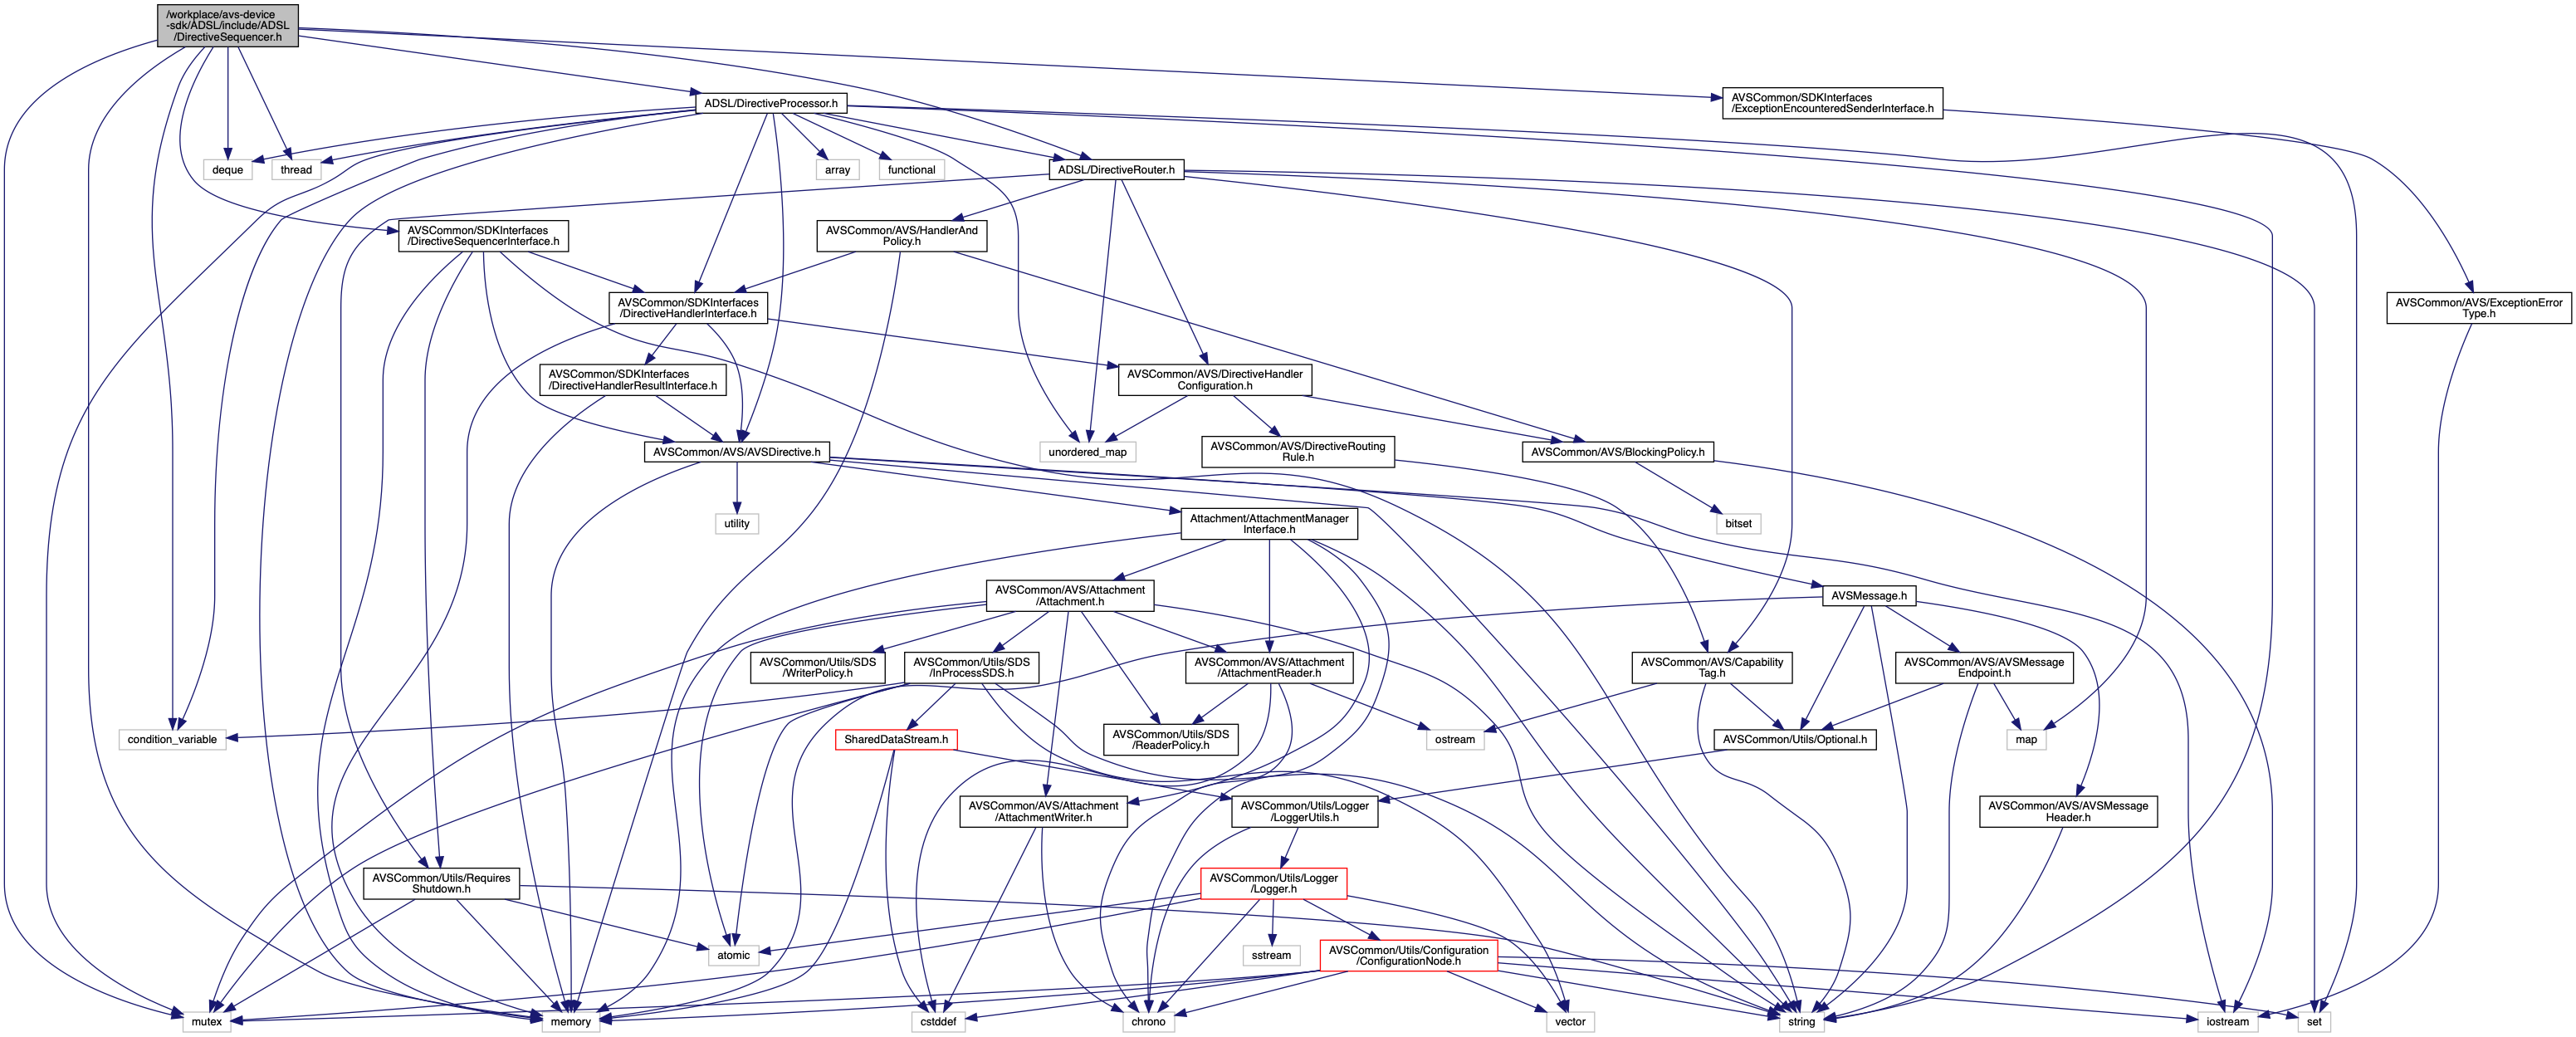 /workplace/avs-device
-sdk/ADSL/include/ADSL
/DirectiveSequencer.h
ADSL/DirectiveProcessor.h
AVSCommon/SDKInterfaces
/ExceptionEncounteredSenderInterface.h
deque
thread
array
functional
ADSL/DirectiveRouter.h
AVSCommon/SDKInterfaces
/DirectiveSequencerInterface.h
AVSCommon/AVS/HandlerAnd
Policy.h
AVSCommon/SDKInterfaces
/DirectiveHandlerInterface.h
AVSCommon/AVS/ExceptionError
Type.h
AVSCommon/SDKInterfaces
/DirectiveHandlerResultInterface.h
AVSCommon/AVS/DirectiveHandler
Configuration.h
AVSCommon/AVS/AVSDirective.h
unordered_map
AVSCommon/AVS/DirectiveRouting
Rule.h
AVSCommon/AVS/BlockingPolicy.h
utility
Attachment/AttachmentManager
Interface.h
bitset
AVSCommon/AVS/Attachment
/Attachment.h
AVSMessage.h
AVSCommon/Utils/SDS
/WriterPolicy.h
AVSCommon/Utils/SDS
/InProcessSDS.h
AVSCommon/AVS/Attachment
/AttachmentReader.h
AVSCommon/AVS/Capability
Tag.h
AVSCommon/AVS/AVSMessage
Endpoint.h
condition_variable
SharedDataStream.h
AVSCommon/Utils/SDS
/ReaderPolicy.h
ostream
AVSCommon/Utils/Optional.h
map
AVSCommon/AVS/Attachment
/AttachmentWriter.h
AVSCommon/Utils/Logger
/LoggerUtils.h
AVSCommon/AVS/AVSMessage
Header.h
AVSCommon/Utils/Requires
Shutdown.h
AVSCommon/Utils/Logger
/Logger.h
atomic
sstream
AVSCommon/Utils/Configuration
/ConfigurationNode.h
mutex
memory
cstddef
chrono
vector
string
iostream
set